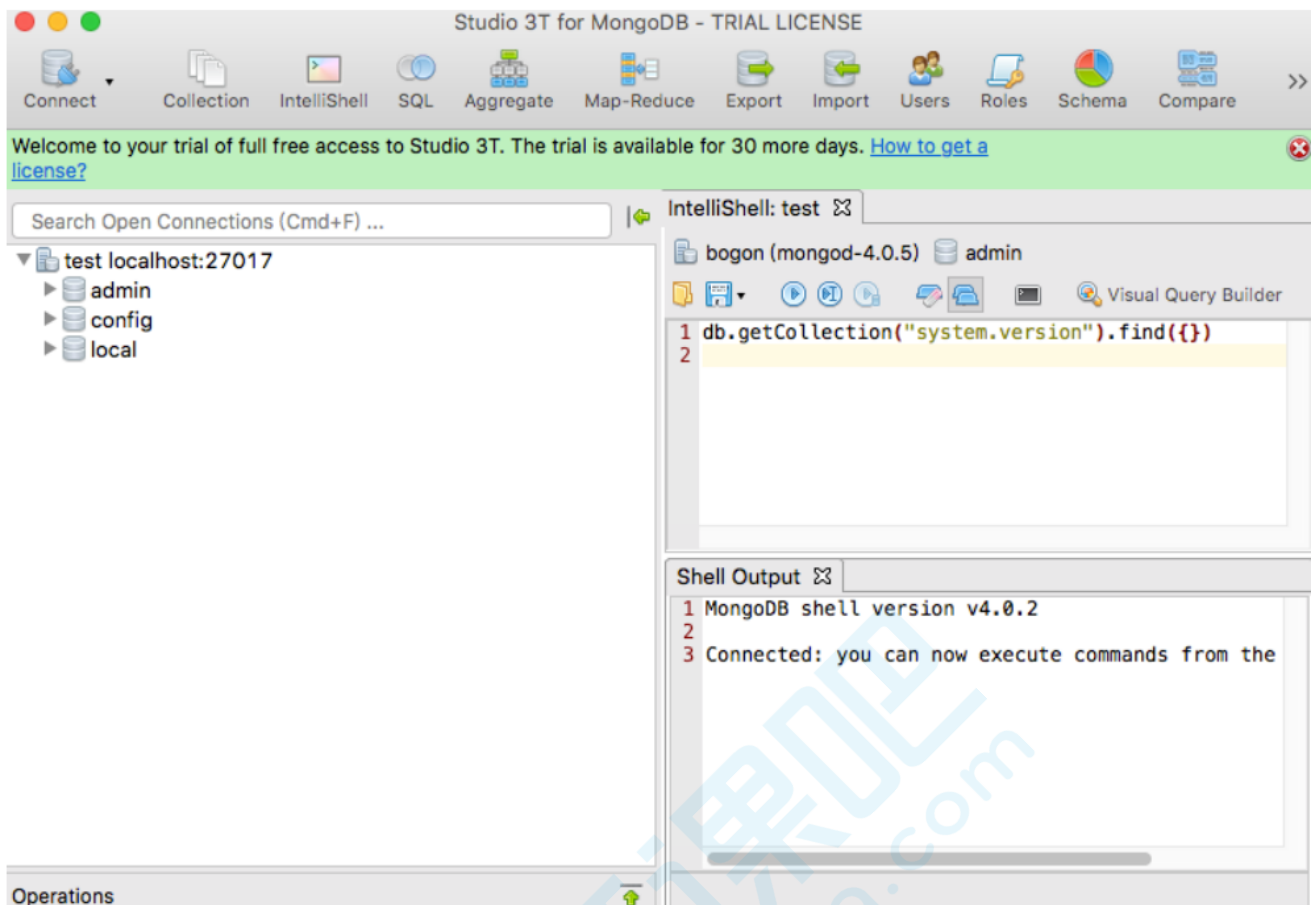 Studio 3T for MongoDB - TRIAL LICENSE
Connect Collection IntelliShell SQL Aggregate Map-Reduce Export Import Users Roles Schema Compare
Welcome to your trial of full free access to Studio 3T. The trial is available for 30 more days. How to get a
license?
Search Open Connections (Cmd+F) ...
test localhost:27017
admin
config
local
IntelliShell: test
bogon (mongod-4.0.5) admin
Visual Query Builder
1 db.getCollection("system.version").find({})
2
Shell Output
1 MongoDB shell version v4.0.2
2
3 Connected: you can now execute commands from the
Operations
课吧
.com